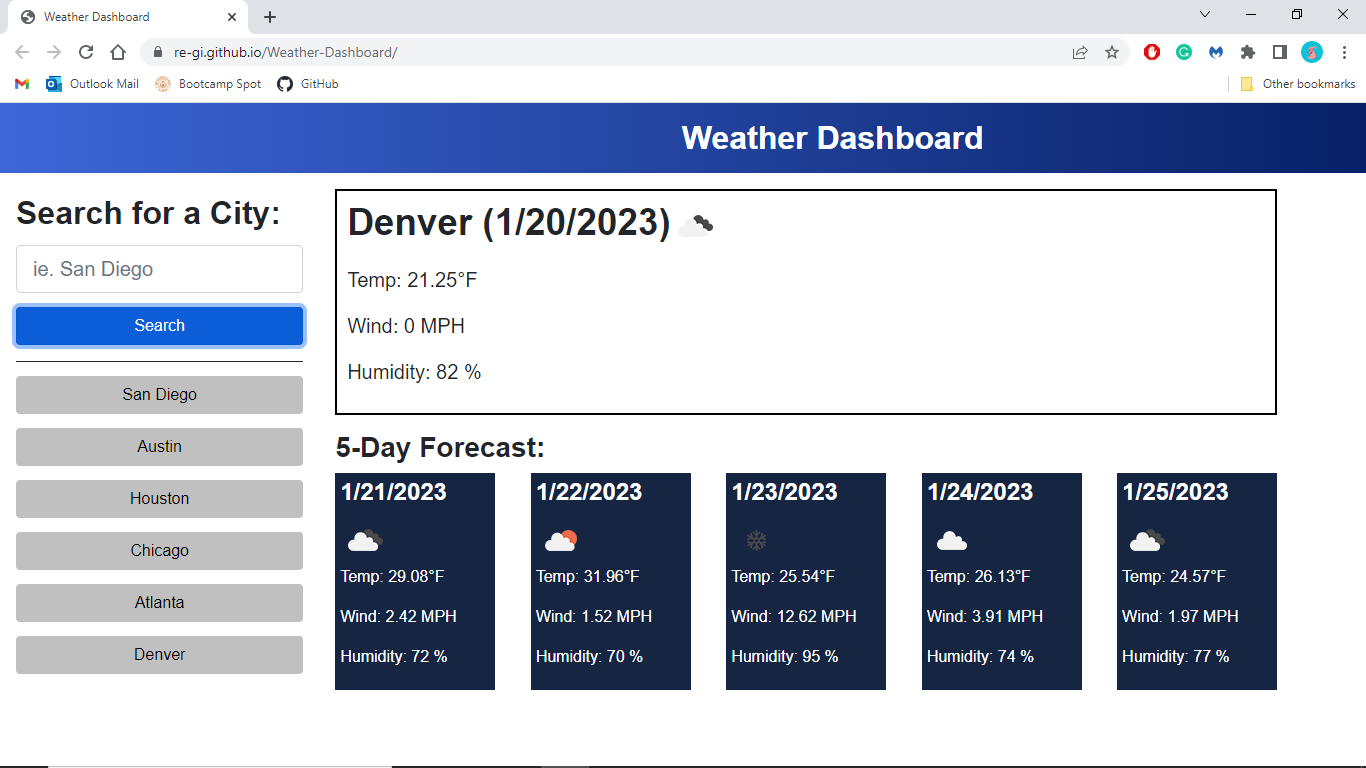 Weather Dashboard
re-gi.github.io/Weather-Dashboard/
Outlook Mail
Bootcamp Spot
GitHub
Other bookmarks
Weather Dashboard
Search for a City:
ie. San Diego
Search
San Diego
Austin
Houston
Chicago
Atlanta
Denver
Denver (1/20/2023)
Temp: 21.25°F
Wind: 0 MPH
Humidity: 82 %
5-Day Forecast:
1/21/2023
Temp: 29.08°F
Wind: 2.42 MPH
Humidity: 72 %
1/22/2023
Temp: 31.96°F
Wind: 1.52 MPH
Humidity: 70 %
1/23/2023
Temp: 25.54°F
Wind: 12.62 MPH
Humidity: 95 %
1/24/2023
Temp: 26.13°F
Wind: 3.91 MPH
Humidity: 74 %
1/25/2023
Temp: 24.57°F
Wind: 1.97 MPH
Humidity: 77 %